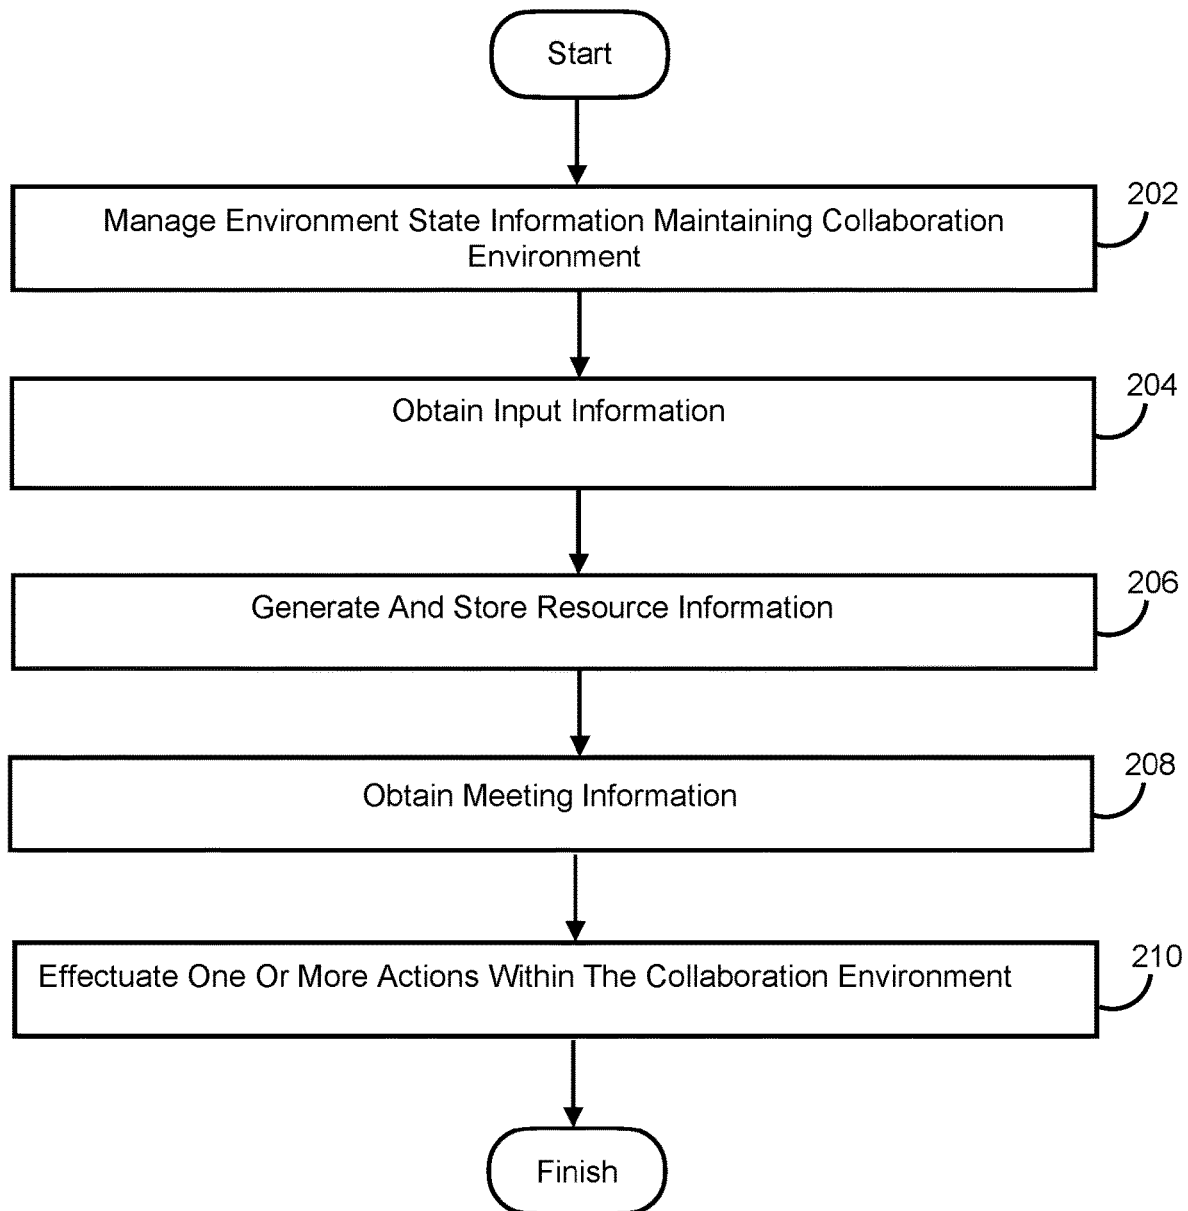 Start
Manage Environment State Information Maintaining Collaboration
Environment
202
Obtain Input Information
204
Generate And Store Resource Information
206
Obtain Meeting Information
208
Effectuate One Or More Actions Within The Collaboration Environment
210
Finish